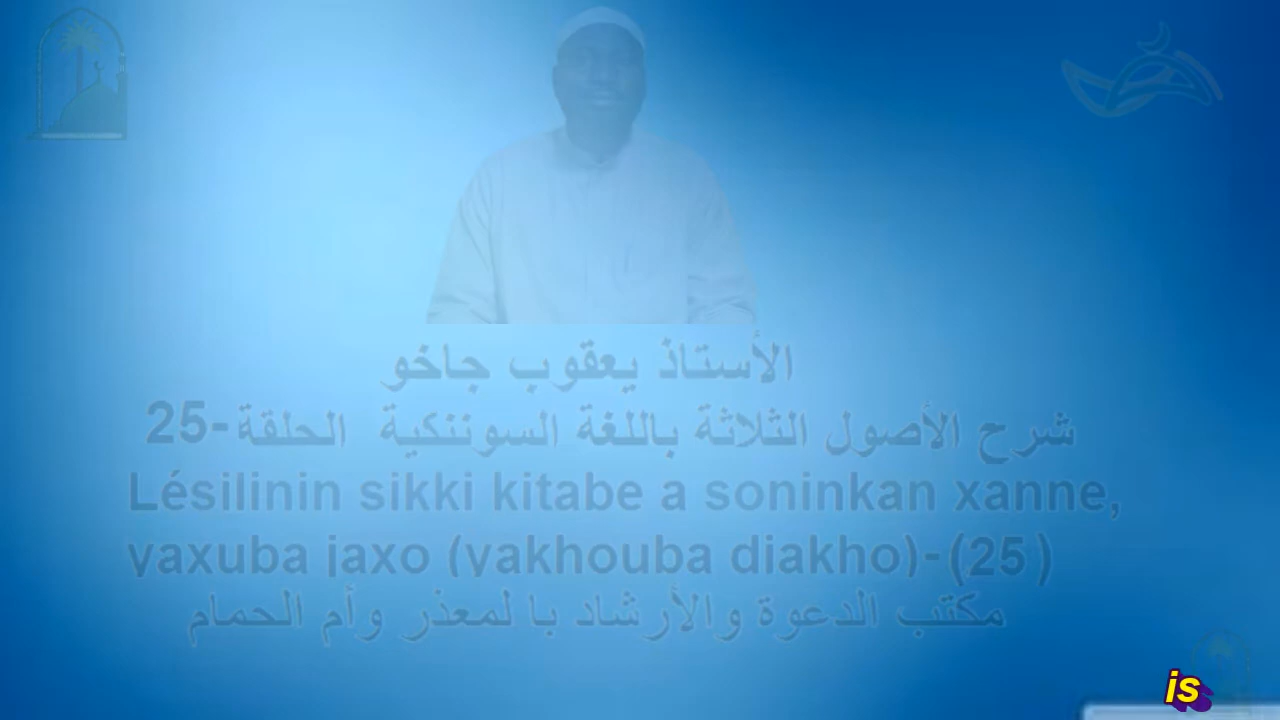 الأستاذ يعقوب جاخو
شرح الأصول الثلاثة باللغة السوننكية الحلقة-25
Lésilinin sikki kitabe a soninkan xanne,
yaxuba jaxo (yakhouba diakho)-(25)
مكتب الدعوة والأرشاد با لمعذر وأم الحمام
is